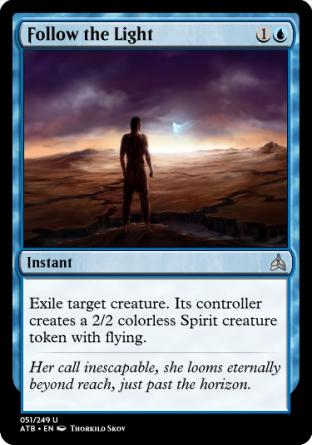 Follow the Light 1
Instant
Exile target creature. Its controller
creates a 2/2 colorless Spirit creature
token with flying.
Her call inescapable, she looms eternally
beyond reach, just past the horizon.
051/249 U
ATB • EN Thorkild Skov